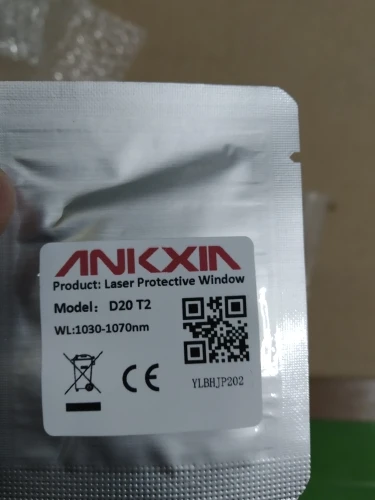 ANKXIN
Product: Laser Protective Window
Model: D20 T2
WL:1030-1070nm
CE
YLBHJP202